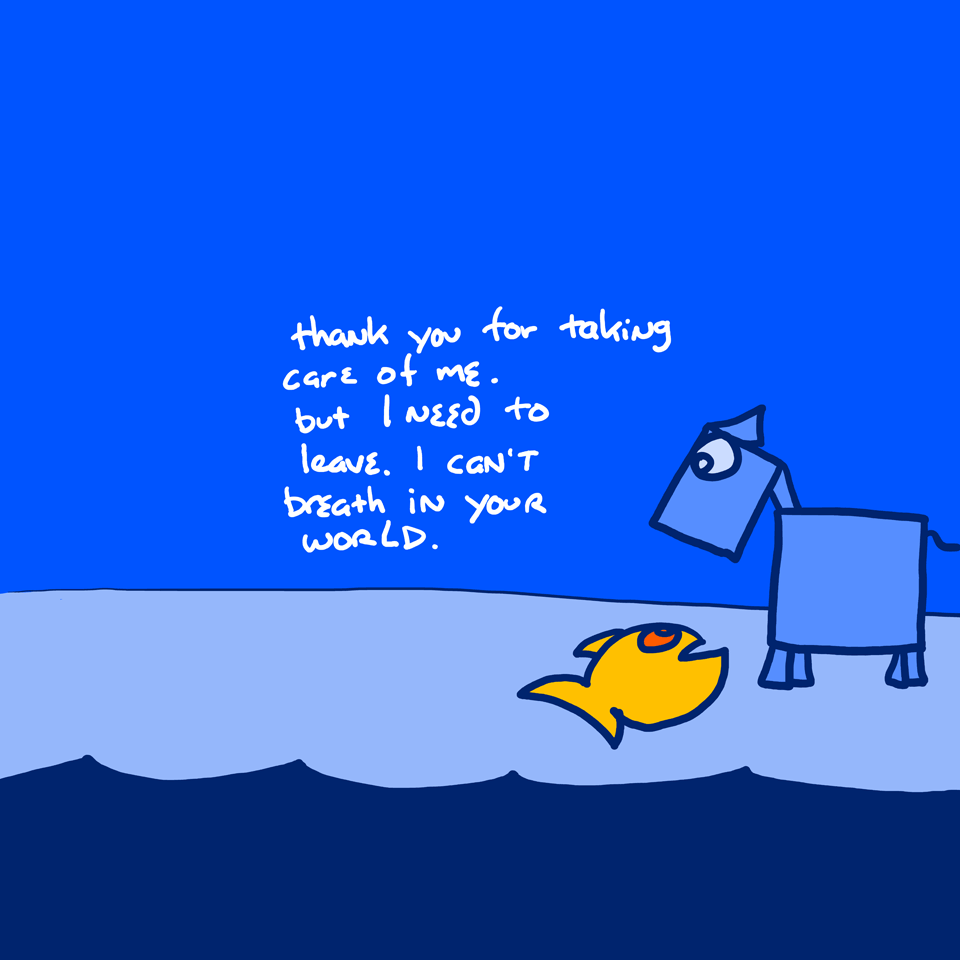 thank you for taking
care of me.
but I need to
leave. I can't
breath in your
world.